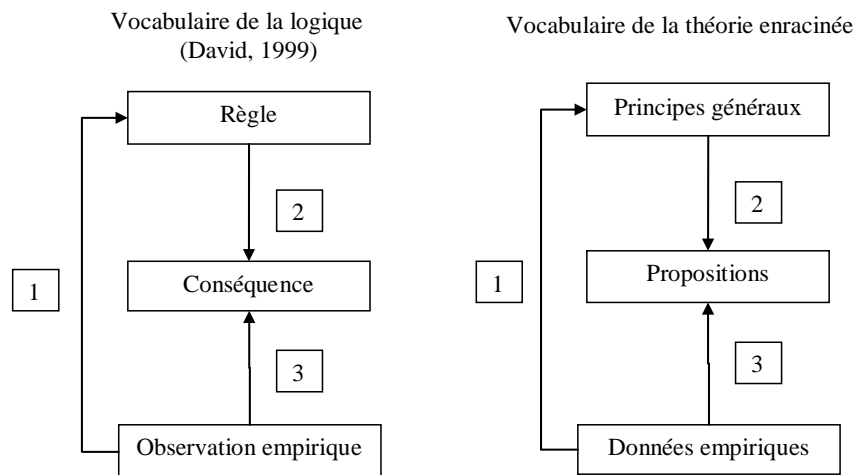 Vocabulaire de la logique
(David, 1999)
Règle
2
1
Conséquence
3
Observation empirique
Vocabulaire de la théorie enracinée
Principes généraux
2
1
Propositions
3
Données empiriques